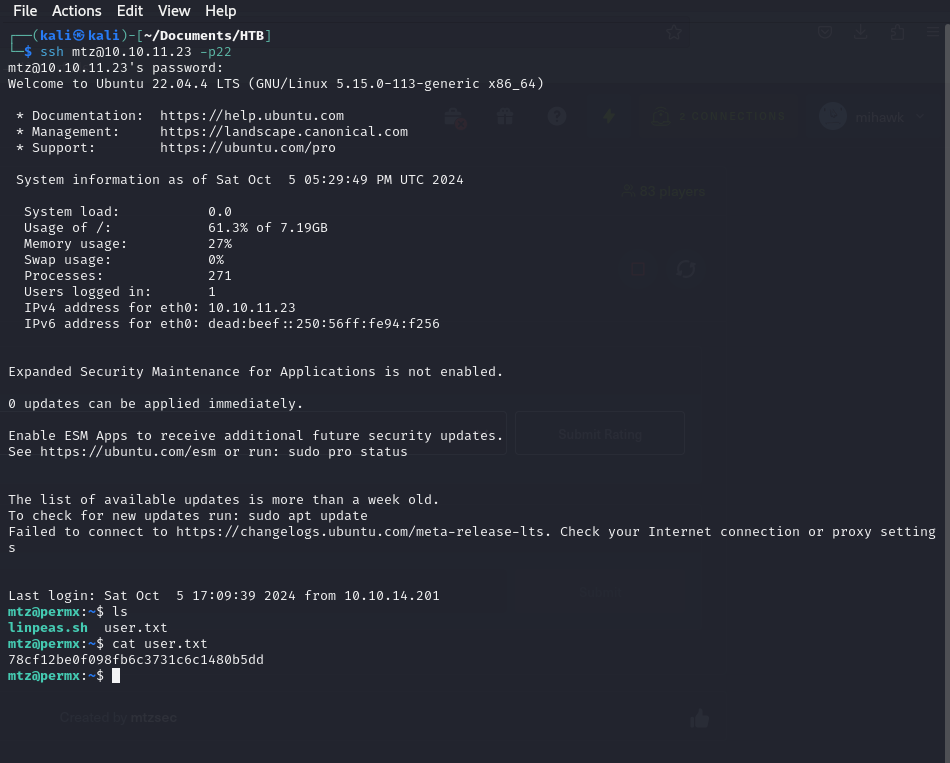 File Actions Edit View Help
┌──(kali㉿kali)-[~/Documents/HTB]
└─$ ssh mtz@10.10.11.23 -p22
mtz@10.10.11.23's password:
Welcome to Ubuntu 22.04.4 LTS (GNU/Linux 5.15.0-113-generic x86_64)
* Documentation:  https://help.ubuntu.com
* Management:     https://landscape.canonical.com
* Support:        https://ubuntu.com/pro
2 CONNECTIONS
mihawk
System information as of Sat Oct  5 05:29:49 PM UTC 2024
83 players
System load:           0.0
Usage of /:            61.3% of 7.19GB
Memory usage:          27%
Swap usage:            0%
Processes:             271
Users logged in:       1
IPv4 address for eth0: 10.10.11.23
IPv6 address for eth0: dead:beef::250:56ff:fe94:f256
Expanded Security Maintenance for Applications is not enabled.
0 updates can be applied immediately.
Enable ESM Apps to receive additional future security updates.
Submit Rating
See https://ubuntu.com/esm or run: sudo pro status
The list of available updates is more than a week old.
To check for new updates run: sudo apt update
Failed to connect to https://changelogs.ubuntu.com/meta-release-lts. Check your Internet connection or proxy setting
s
Last login: Sat Oct  5 17:09:39 2024 from 10.10.14.201
mtz@permx:~$ ls
linpeas.sh  user.txt
mtz@permx:~$ cat user.txt
78cf12be0f098fb6c3731c6c1480b5dd
mtz@permx:~$
Created by mtzsec